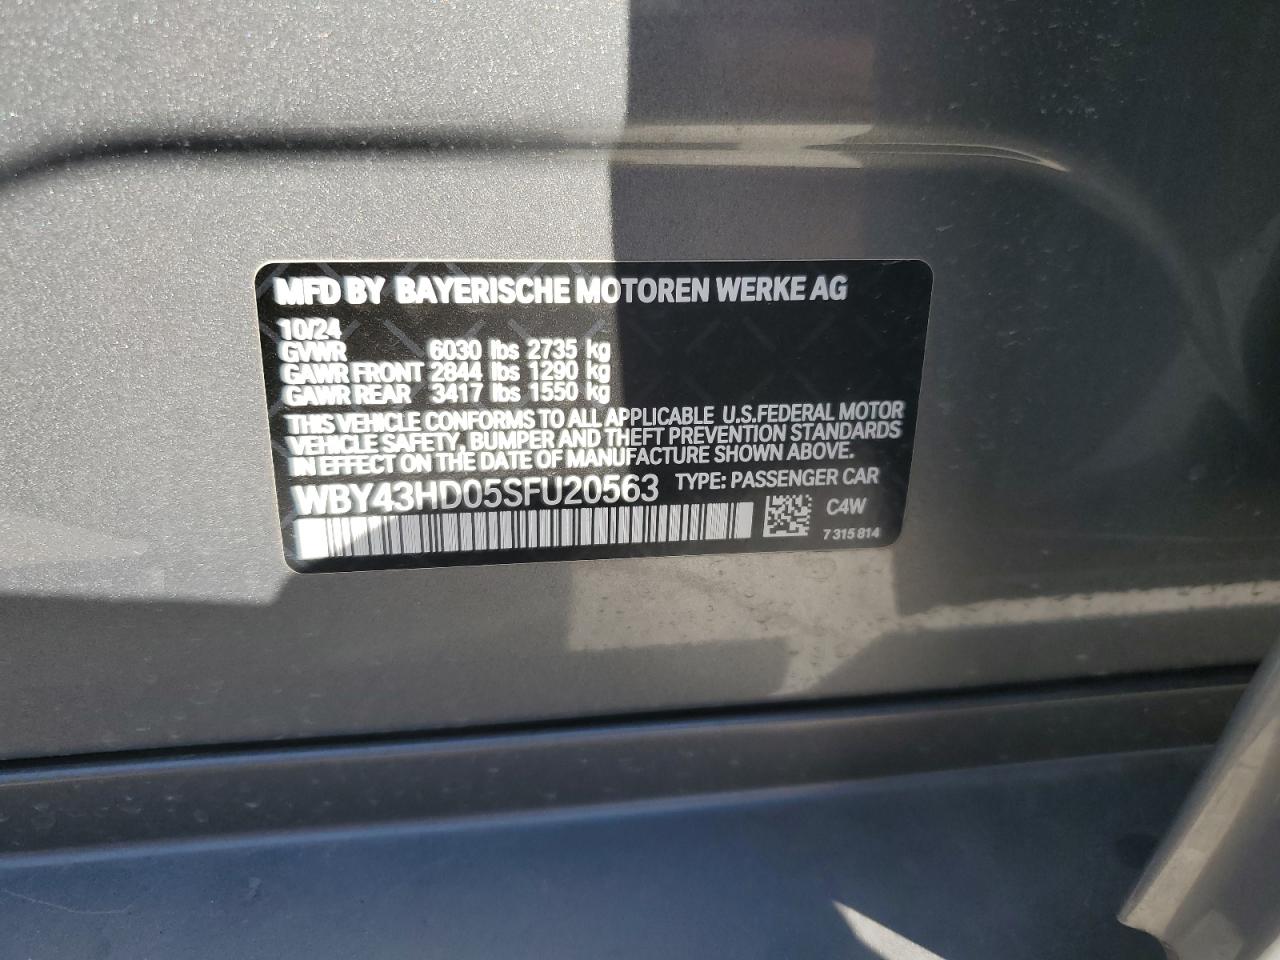 MFD BY BAYERISCHE MOTOREN WERKE AG
10/24
GVWR 6030 lbs 2735 kg
GAWR FRONT 2844 lbs 1290 kg
GAWR REAR 3417 lbs 1550 kg
THIS VEHICLE CONFORMS TO ALL APPLICABLE U.S.FEDERAL MOTOR
VEHICLE SAFETY, BUMPER AND THEFT PREVENTION STANDARDS
IN EFFECT ON THE DATE OF MANUFACTURE SHOWN ABOVE.
WBY43HD05SFU20563 TYPE: PASSENGER CAR
C4W
7 315 814